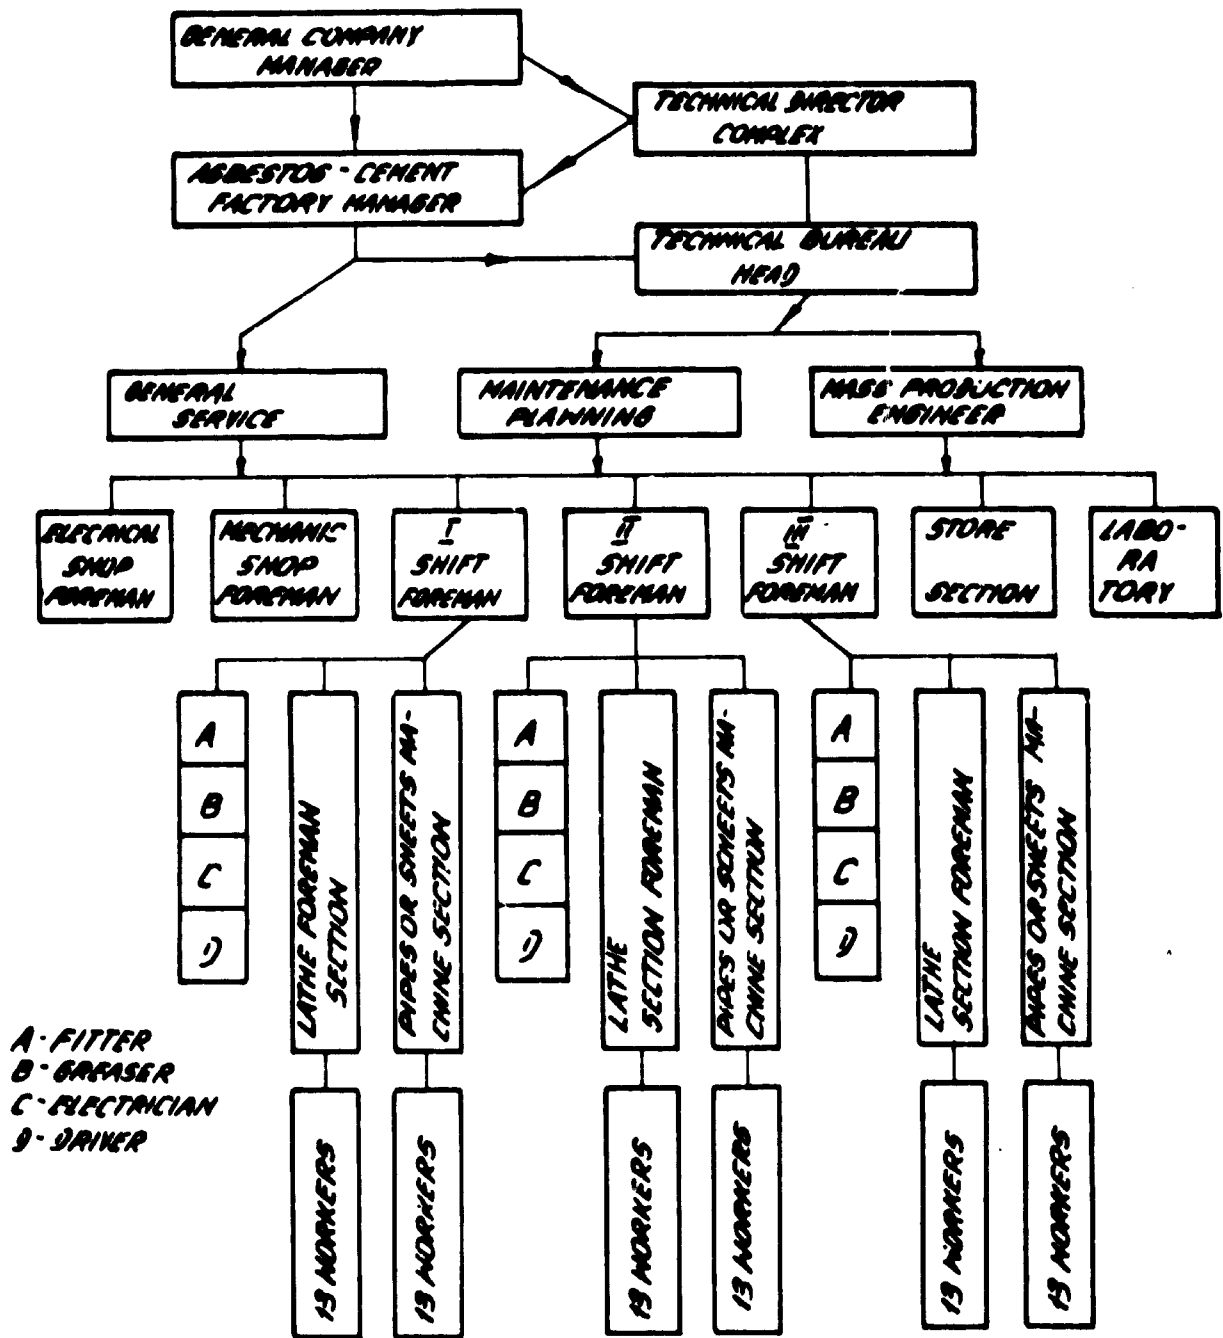 GENERAL COMPANY
MANAGER
TECHNICAL DIRECTOR
COMPLEX
ASBESTOS - CEMENT
FACTORY MANAGER
TECHNICAL BUREAU
HEAD
GENERAL
SERVICE
MAINTENANCE
PLANNING
MASS PRODUCTION
ENGINEER
ELECTRICAL
SHOP
FOREMAN
MECHANIC
SHOP
FOREMAN
I
SHIFT
FOREMAN
II
SHIFT
FOREMAN
III
SHIFT
FOREMAN
STORE
SECTION
LABO-
RA
TORY
A
B
C
D
LATHE FOREMAN
SECTION
PIPES OR SHEETS MA-
CHINE SECTION
A
B
C
D
LATHE
SECTION FOREMAN
PIPES OR SCHEETS MA-
CHINE SECTION
A
B
C
D
LATHE
SECTION FOREMAN
PIPES OR SHEETS MA-
CHINE SECTION
A - FITTER
B - GREASER
C - ELECTRICIAN
D - DRIVER
13 WORKERS
13 WORKERS
13 WORKERS
13 WORKERS
13 WORKERS
13 WORKERS